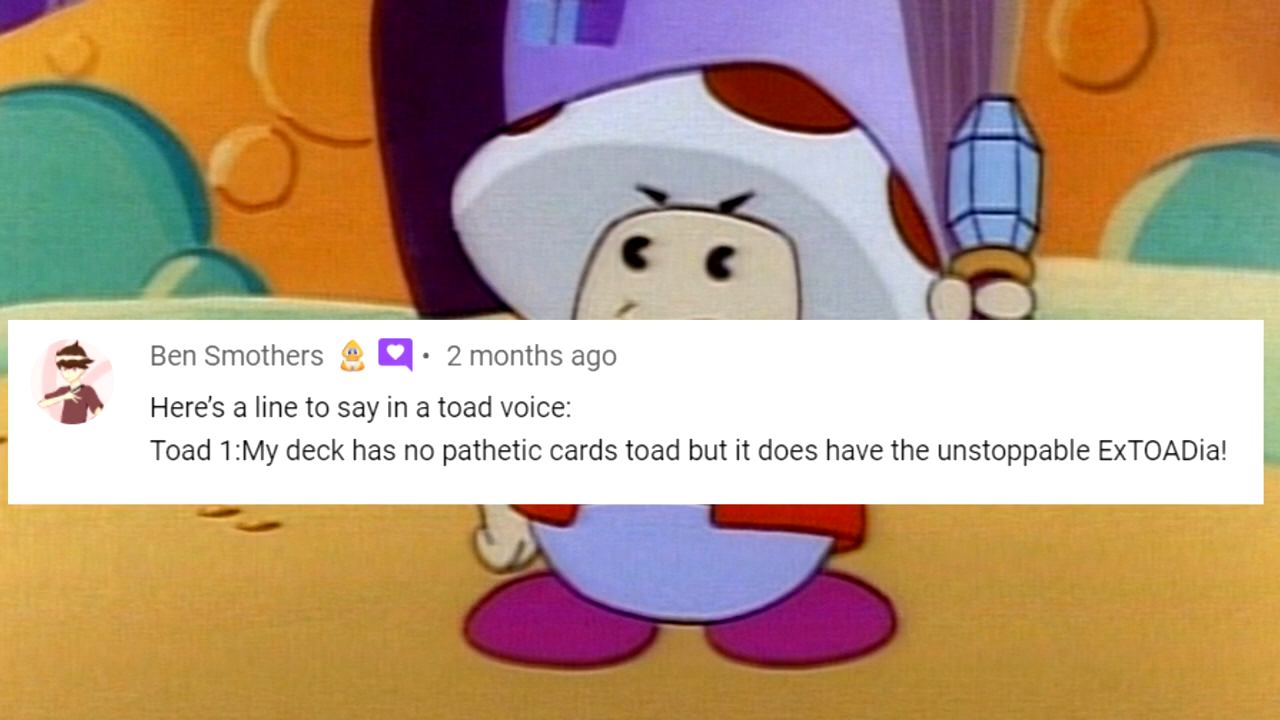 Ben Smothers • 2 months ago
Here’s a line to say in a toad voice:
Toad 1:My deck has no pathetic cards toad but it does have the unstoppable ExTOADia!